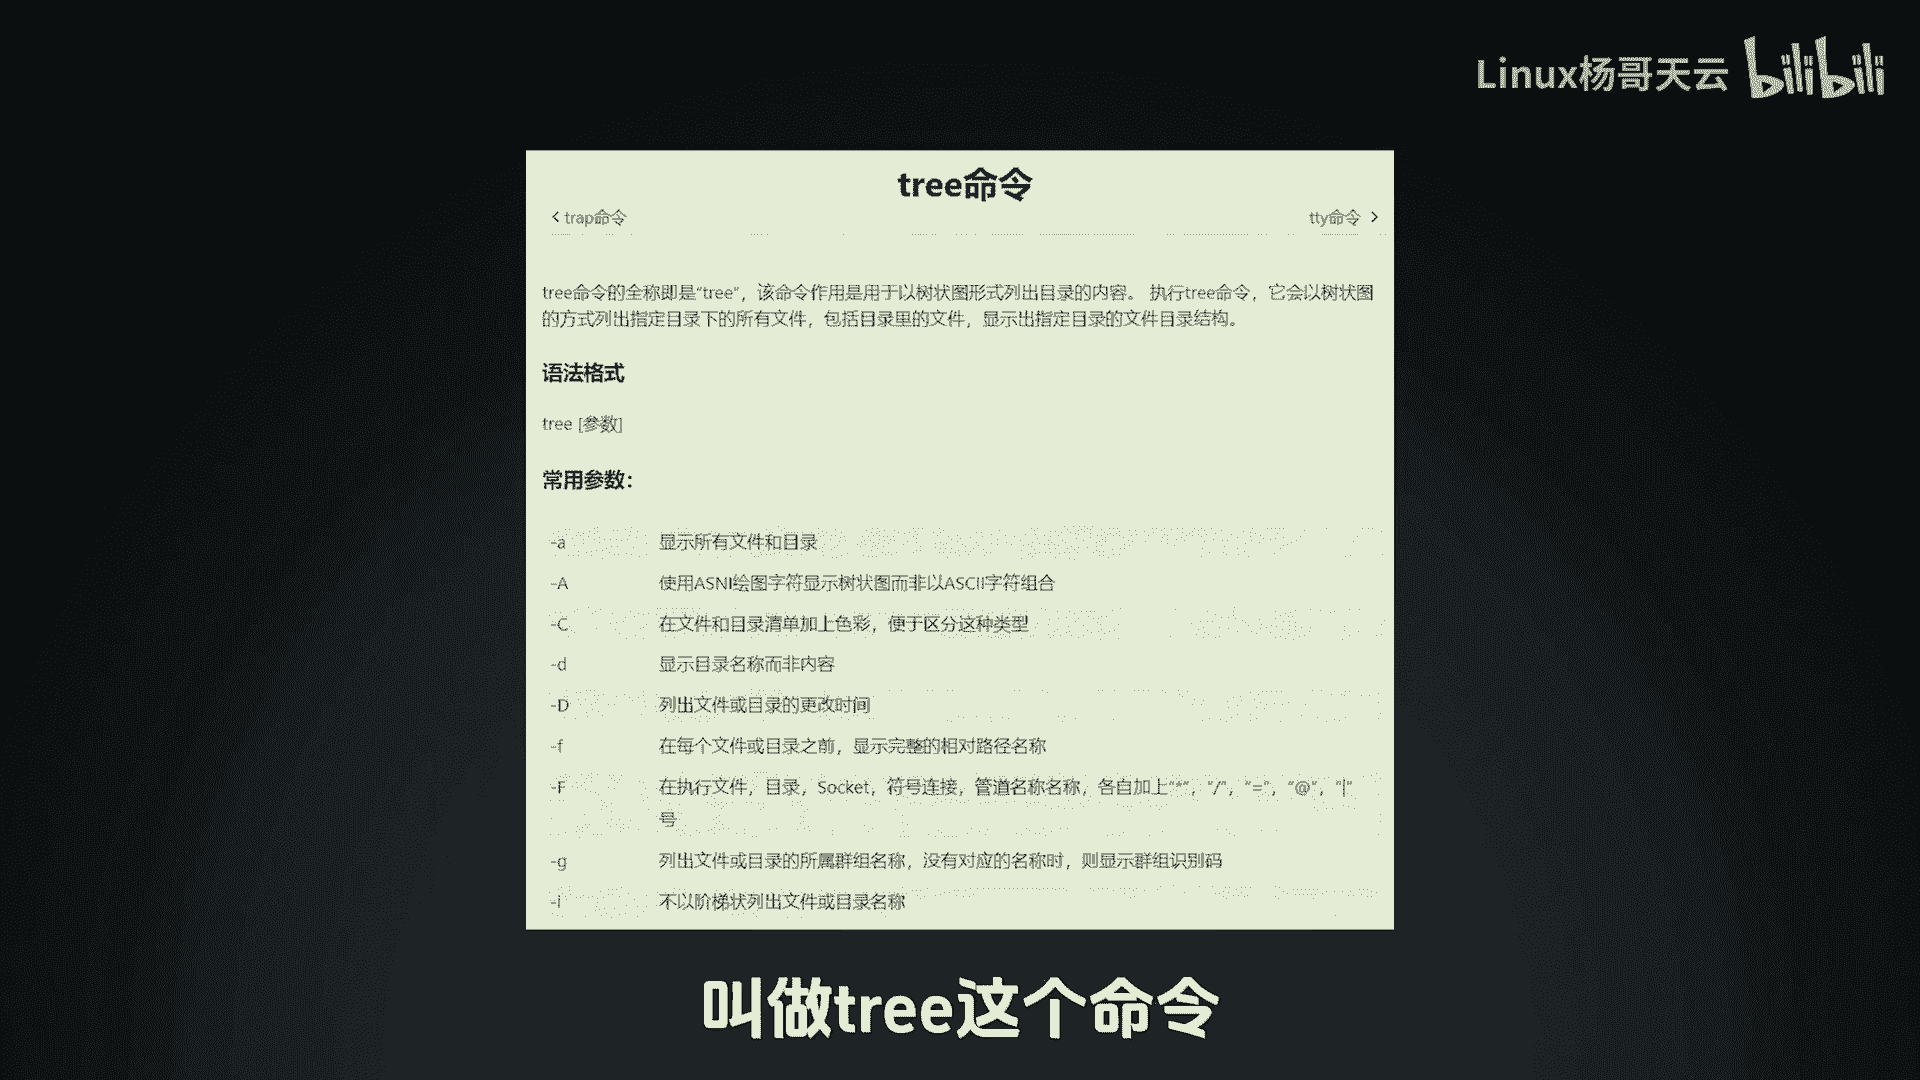 Linux杨哥天云 bilibili
tree命令
trap命令
tty命令
tree命令的全称即是“tree”，该命令作用是用于以树状图形式列出目录的内容。 执行tree命令，它会以树状图
的方式列出指定目录下的所有文件，包括目录里的文件，显示出指定目录的文件目录结构。
语法格式
tree [参数]
常用参数：
-a 显示所有文件和目录
-A 使用ASNI绘图字符显示树状图而非以ASCII字符组合
-C 在文件和目录清单加上色彩，便于区分这种类型
-d 显示目录名称而非内容
-D 列出文件或目录的更改时间
-f 在每个文件或目录之前，显示完整的相对路径名称
-F 在执行文件，目录，Socket，符号连接，管道名称名称，各自加上“*”，“/”，“=”，“@”，“|”
号
-g 列出文件或目录的所属群组名称，没有对应的名称时，则显示群组识别码
-i 不以阶梯状列出文件或目录名称
叫做tree这个命令